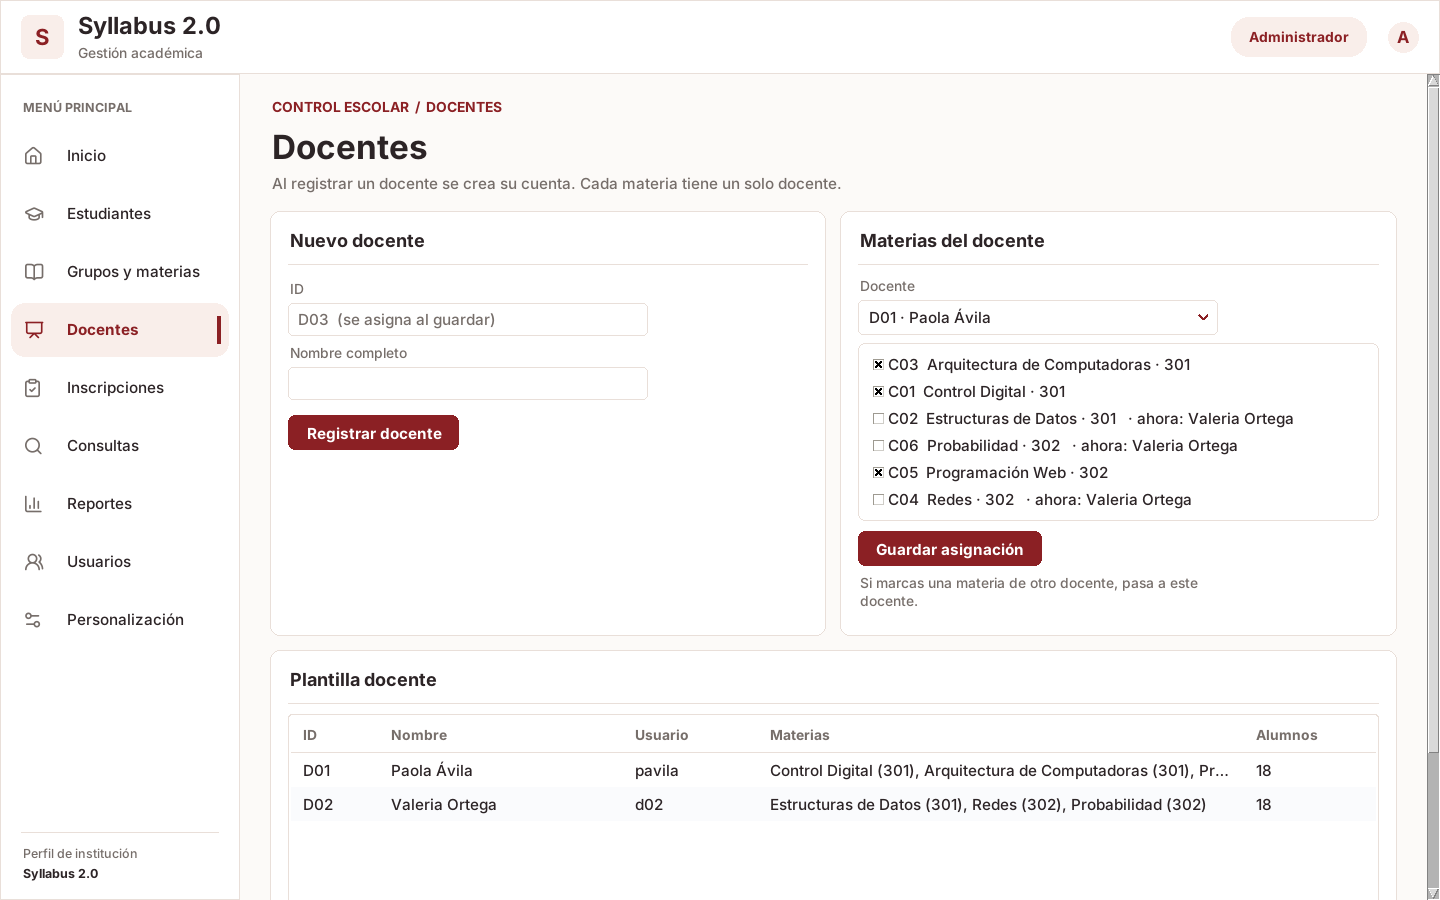 S
Syllabus 2.0
Gestión académica
Administrador
A
MENÚ PRINCIPAL
Inicio
Estudiantes
Grupos y materias
Docentes
Inscripciones
Consultas
Reportes
Usuarios
Personalización
Perfil de institución
Syllabus 2.0
CONTROL ESCOLAR / DOCENTES
Docentes
Al registrar un docente se crea su cuenta. Cada materia tiene un solo docente.
Nuevo docente
ID
D03 (se asigna al guardar)
Nombre completo
Registrar docente
Materias del docente
Docente
D01 · Paola Ávila
C03 Arquitectura de Computadoras · 301
C01 Control Digital · 301
C02 Estructuras de Datos · 301 · ahora: Valeria Ortega
C06 Probabilidad · 302 · ahora: Valeria Ortega
C05 Programación Web · 302
C04 Redes · 302 · ahora: Valeria Ortega
Guardar asignación
Si marcas una materia de otro docente, pasa a este
docente.
Plantilla docente
ID Nombre Usuario Materias Alumnos
D01 Paola Ávila pavila Control Digital (301), Arquitectura de Computadoras (301), Pr... 18
D02 Valeria Ortega d02 Estructuras de Datos (301), Redes (302), Probabilidad (302) 18